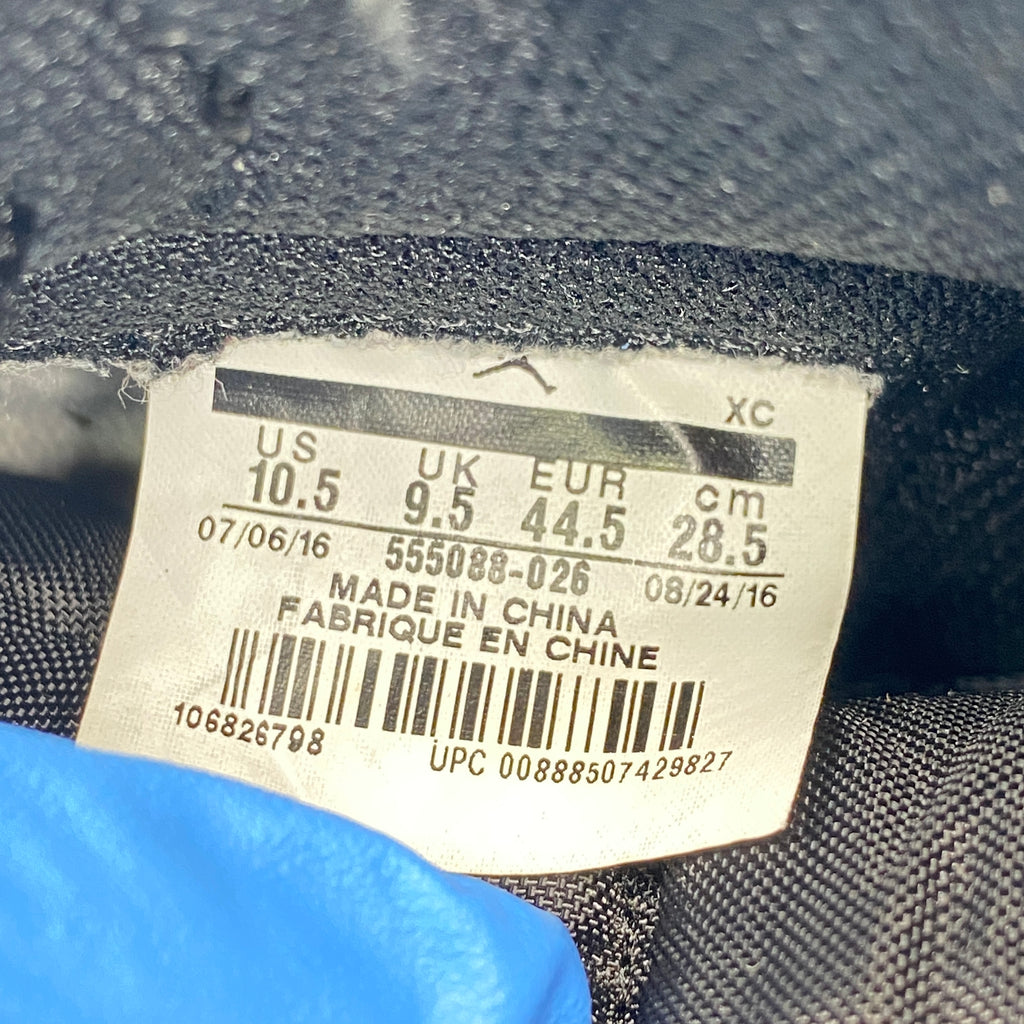 XC
US UK EUR cm
10.5 9.5 44.5 28.5
07/06/16 555088-026 08/24/16
MADE IN CHINA
FABRIQUE EN CHINE
106826798
UPC 00888507429827